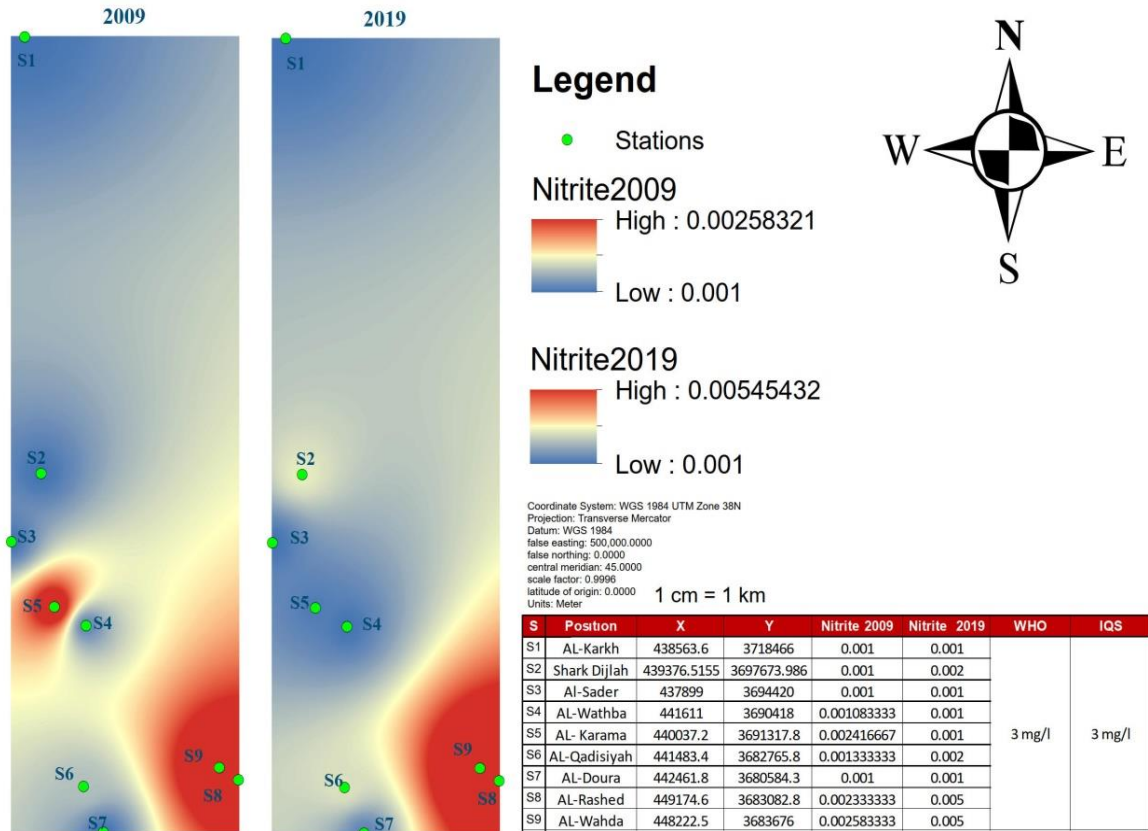 2009
2019
S1
S2
S3
S5
S4
S9
S6
S8
S7
S1
S2
S3
S5
S4
S9
S6
S8
S7
N
W
E
S
Legend
Stations
Nitrite2009
High : 0.00258321
Low : 0.001
Nitrite2019
High : 0.00545432
Low : 0.001
Coordinate System: WGS 1984 UTM Zone 38N
Projection: Transverse Mercator
Datum: WGS 1984
false easting: 500,000.0000
false northing: 0.0000
central meridian: 45.0000
scale factor: 0.9996
latitude of origin: 0.0000
Units: Meter
1 cm = 1 km
S Position X Y Nitrite 2009 Nitrite 2019 WHO IQS
S1 AL-Karkh 438563.6 3718466 0.001 0.001
S2 Shark Dijlah 439376.5155 3697673.986 0.001 0.002
S3 Al-Sader 437899 3694420 0.001 0.001
S4 AL-Wathba 441611 3690418 0.001083333 0.001
S5 AL- Karama 440037.2 3691317.8 0.002416667 0.001 3 mg/l 3 mg/l
S6 AL-Qadisiyah 441483.4 3682765.8 0.001333333 0.002
S7 AL-Doura 442461.8 3680584.3 0.001 0.001
S8 AL-Rashed 449174.6 3683082.8 0.002333333 0.005
S9 AL-Wahda 448222.5 3683676 0.002583333 0.005